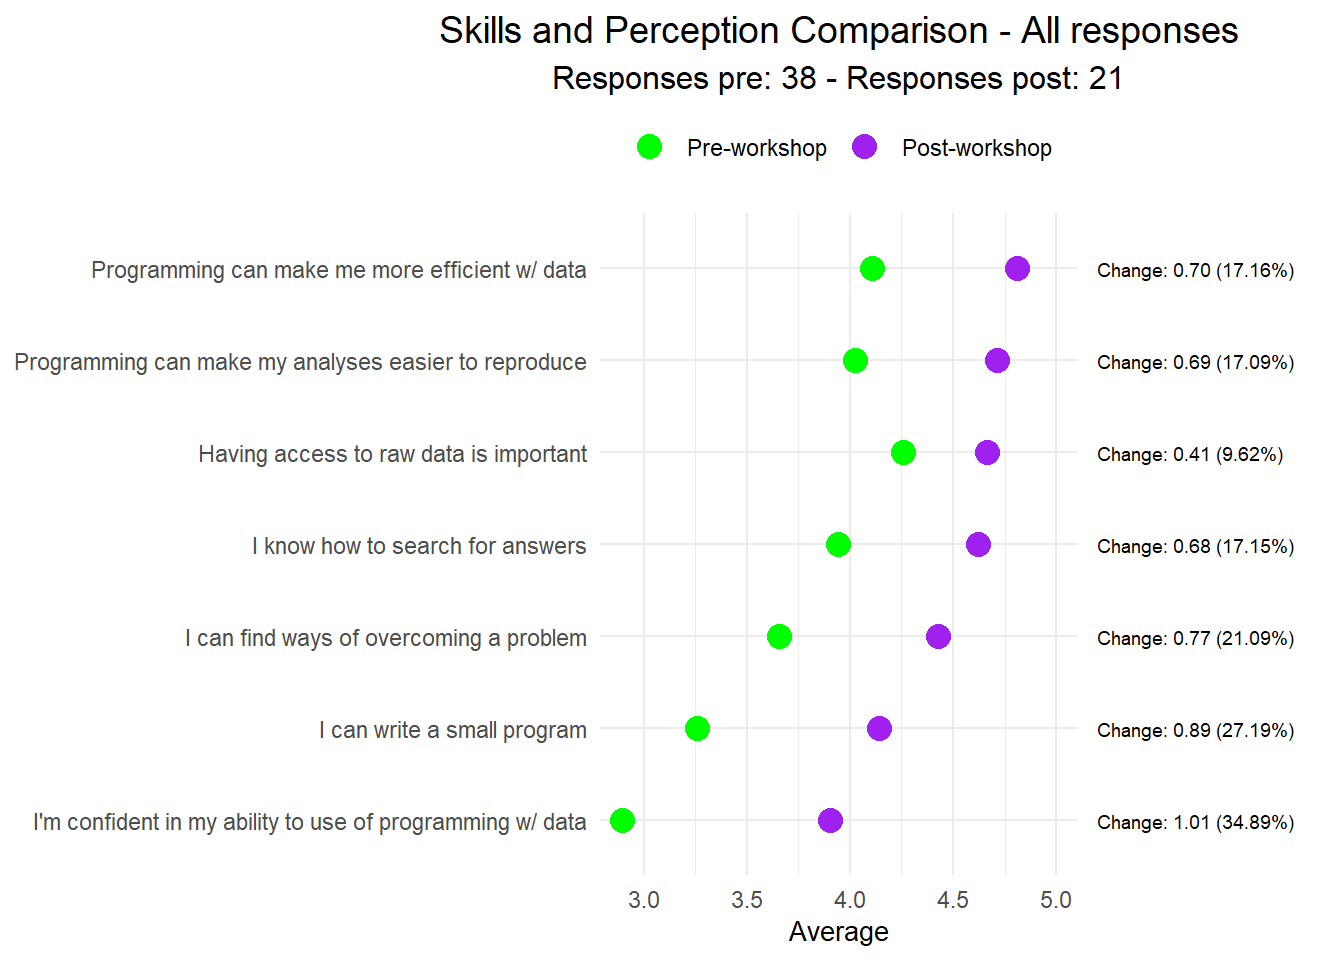 Skills and Perception Comparison - All responses
Responses pre: 38 - Responses post: 21
Pre-workshop
Post-workshop
Programming can make me more efficient w/ data
Change: 0.70 (17.16%)
Programming can make my analyses easier to reproduce
Change: 0.69 (17.09%)
Having access to raw data is important
Change: 0.41 (9.62%)
I know how to search for answers
Change: 0.68 (17.15%)
I can find ways of overcoming a problem
Change: 0.77 (21.09%)
I can write a small program
Change: 0.89 (27.19%)
I'm confident in my ability to use of programming w/ data
Change: 1.01 (34.89%)
3.0 3.5 4.0 4.5 5.0
Average